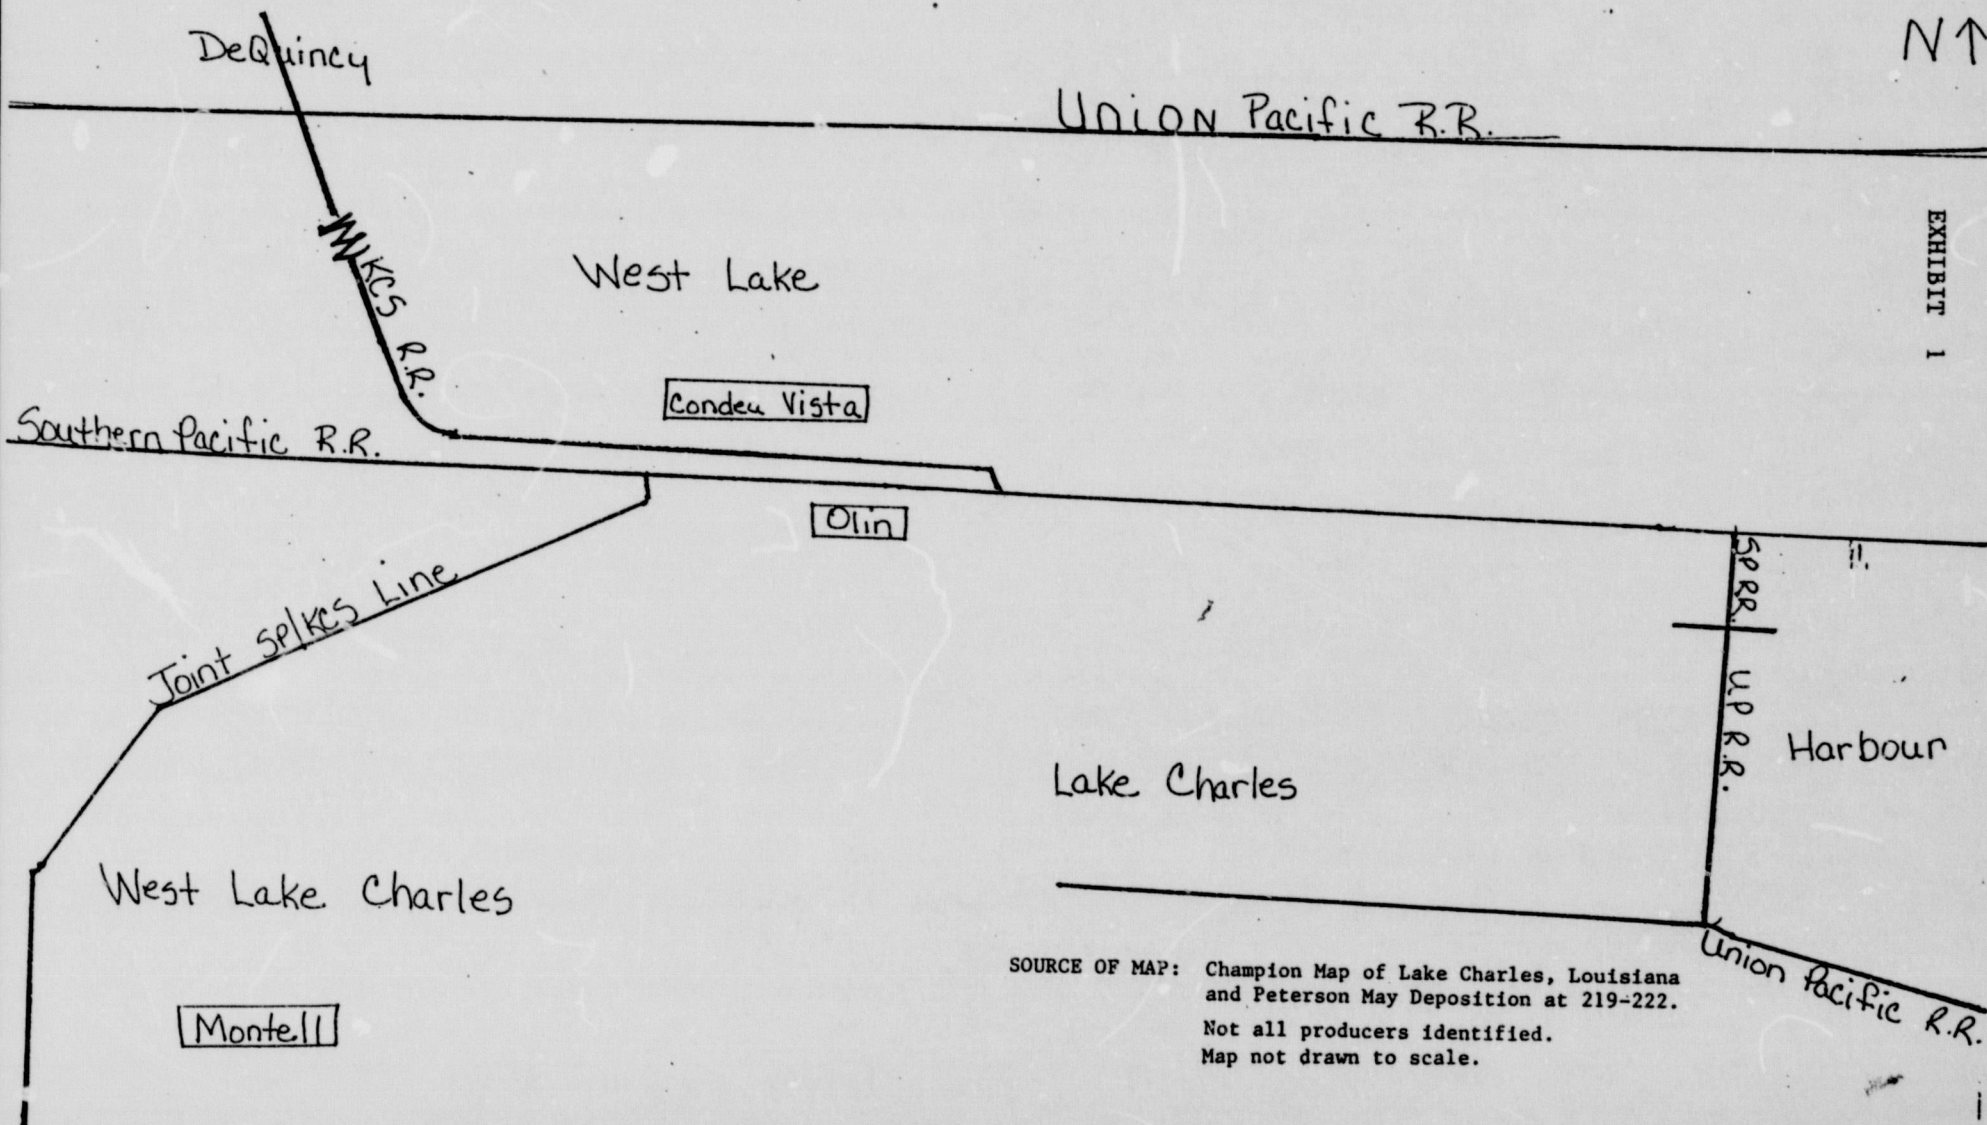 DeQuincy
N↑
Union Pacific R.R.
EXHIBIT 1
KCS R.R.
West Lake
Condea Vista
Southern Pacific R.R.
Olin
SPRR.
Joint SP/KCS Line
U P R.R.
Harbour
Lake Charles
West Lake Charles
Union Pacific R.R.
SOURCE OF MAP: Champion Map of Lake Charles, Louisiana
and Peterson May Deposition at 219-222.
Not all producers identified.
Map not drawn to scale.
Montell